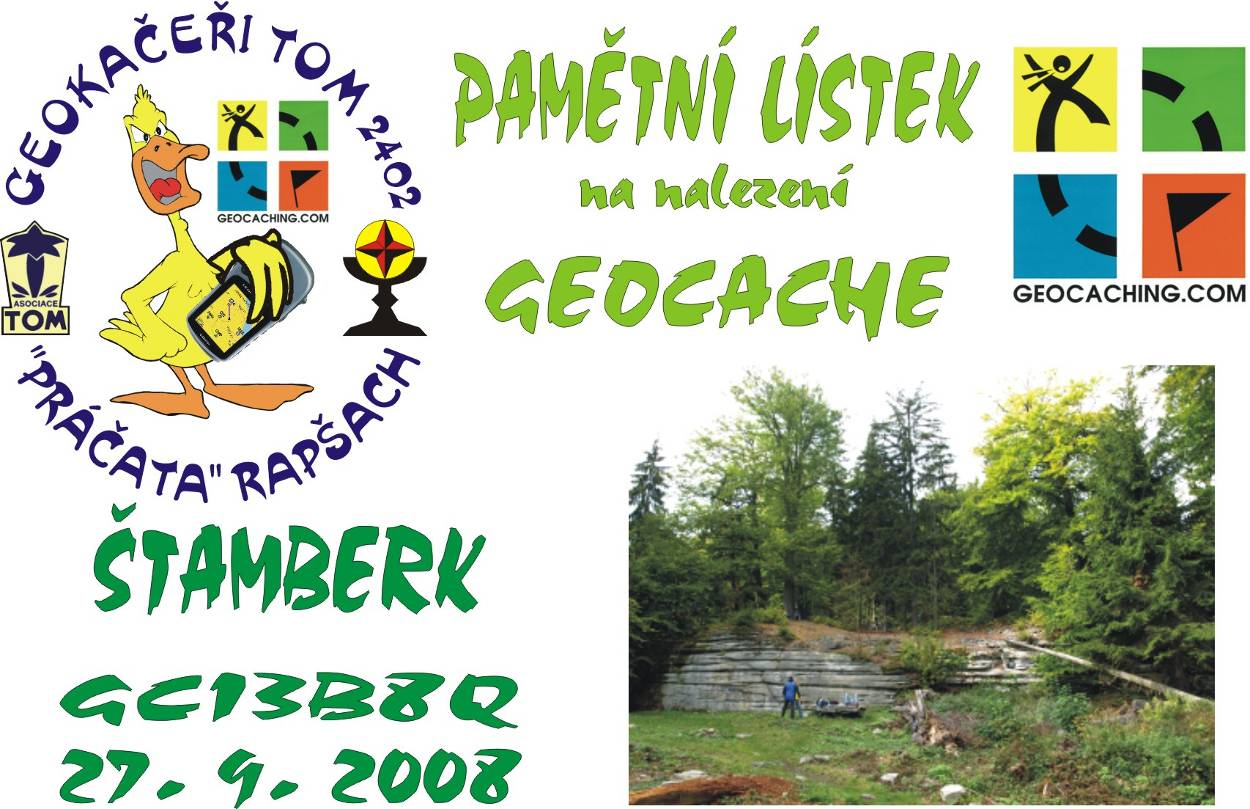 GEOKAČEŘI TOM 2402
GEOCACHING.COM
ASOCIACE
TOM
"PRÁČATA" RAPŠACH
PAMĚTNÍ LÍSTEK
na nalezení
GEOCACHE
GEOCACHING.COM
ŠTAMBERK
GC13B8Q
27. 9. 2008